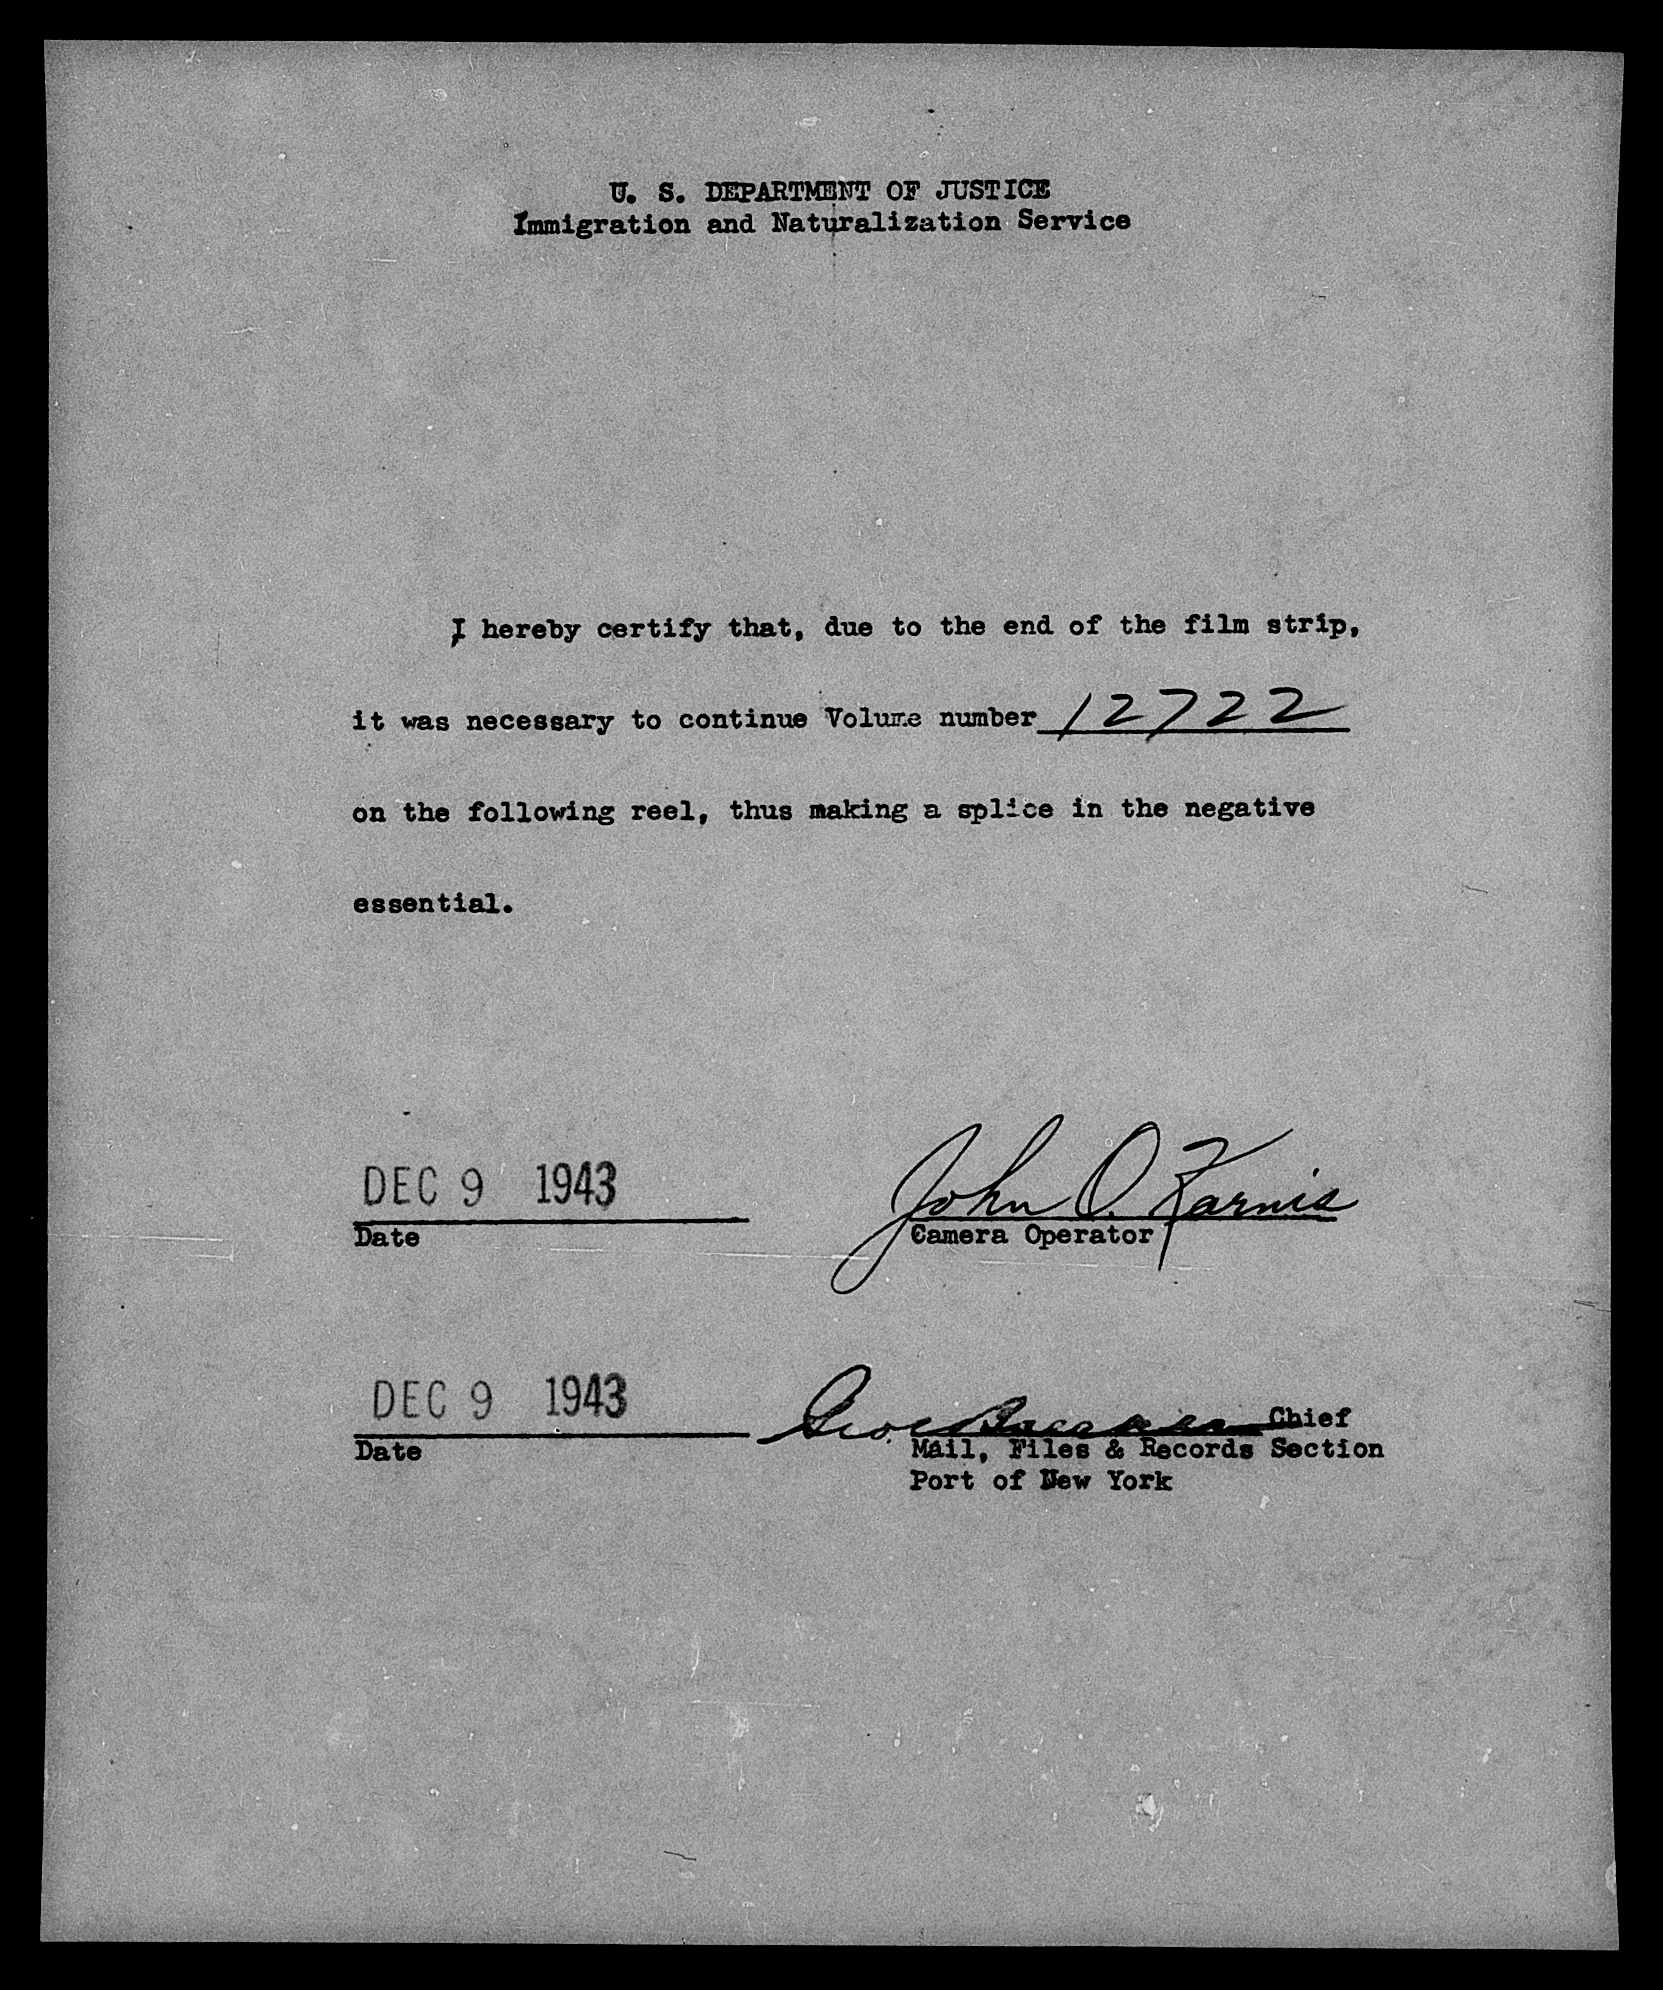 U. S. DEPARTMENT OF JUSTICE
Immigration and Naturalization Service
I hereby certify that, due to the end of the film strip,
it was necessary to continue Volume number 12722
on the following reel, thus making a splice in the negative
essential.
DEC 9 1943
John O. Karnis
Date
Camera Operator
DEC 9 1943
Chief
Date
Mail, Files & Records Section
Port of New York